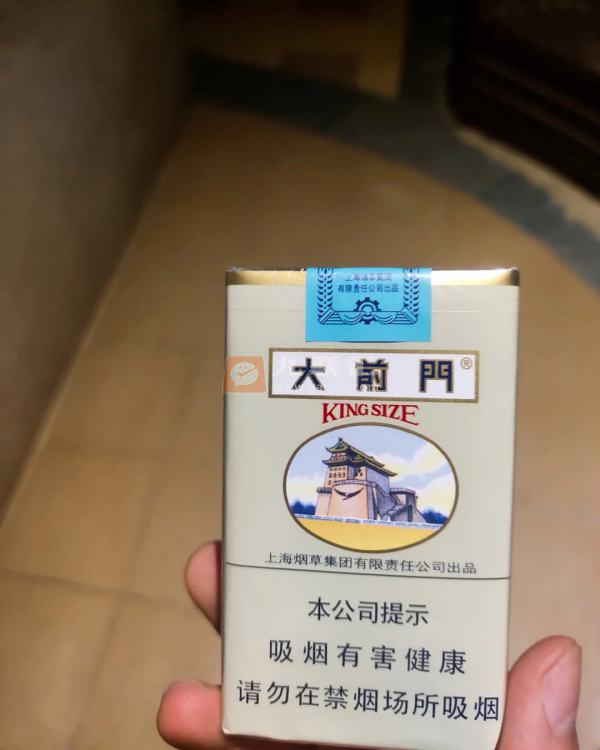 上海烟草集团
有限责任公司出品
大前門®
KING SIZE
上海烟草集团有限责任公司出品
本公司提示
吸烟有害健康
请勿在禁烟场所吸烟